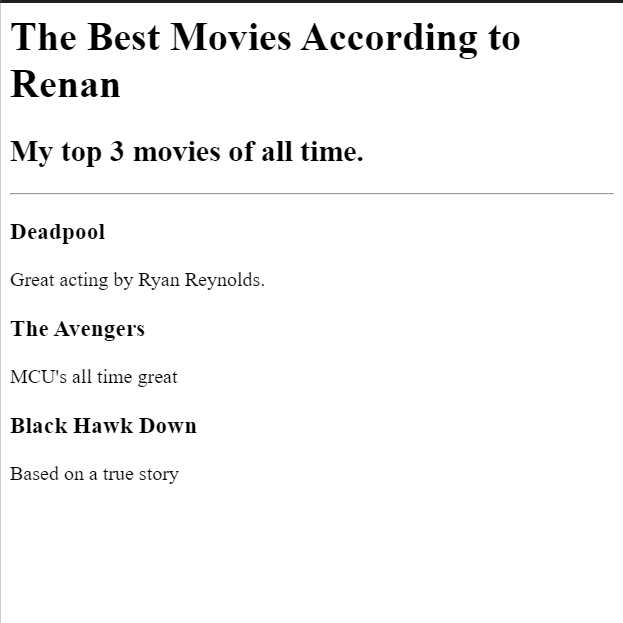 The Best Movies According to
Renan
My top 3 movies of all time.
Deadpool
Great acting by Ryan Reynolds.
The Avengers
MCU's all time great
Black Hawk Down
Based on a true story